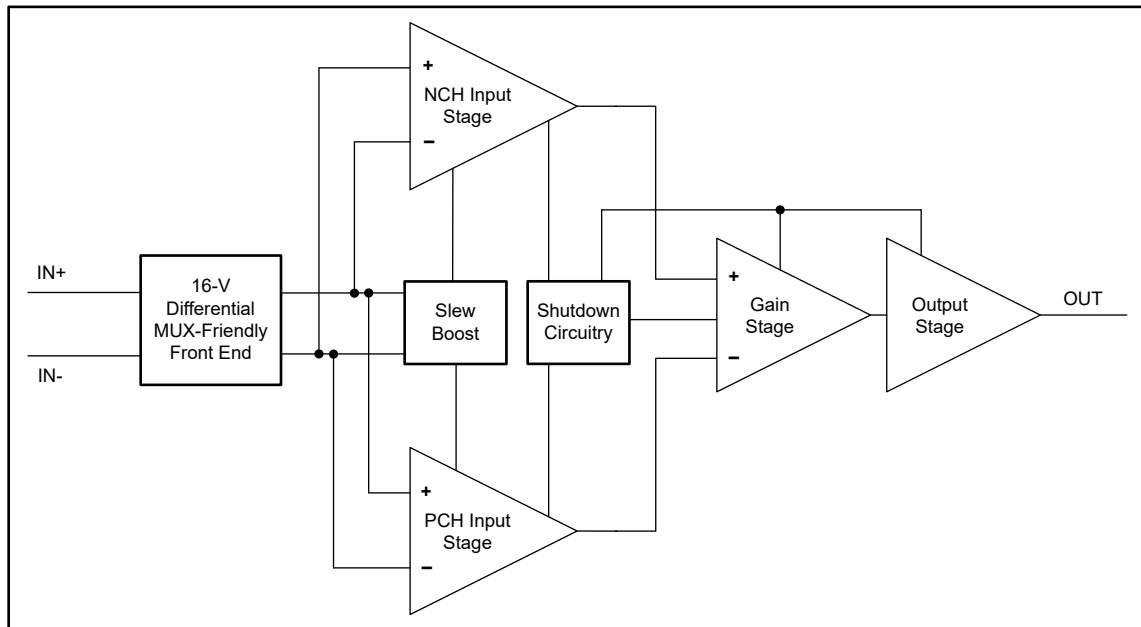 IN+
IN-
16-V
Differential
MUX-Friendly
Front End
+
NCH Input
Stage
−
Slew
Boost
Shutdown
Circuitry
+
PCH Input
Stage
−
+
Gain
Stage
−
Output
Stage
OUT